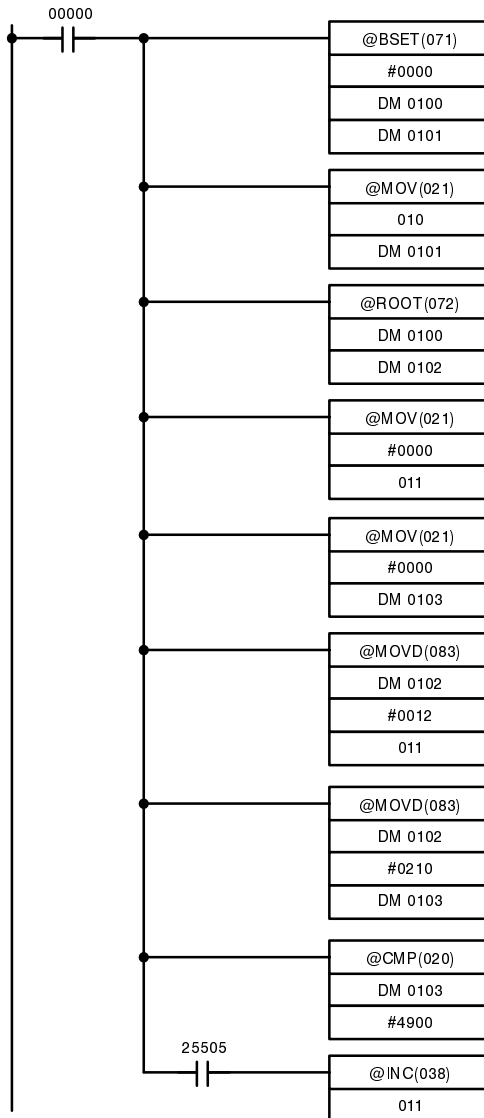 00000
@BSET(071)
#0000
DM 0100
DM 0101
@MOV(021)
010
DM 0101
@ROOT(072)
DM 0100
DM 0102
@MOV(021)
#0000
011
@MOV(021)
#0000
DM 0103
@MOVD(083)
DM 0102
#0012
011
@MOVD(083)
DM 0102
#0210
DM 0103
@CMP(020)
DM 0103
#4900
25505
@INC(038)
011